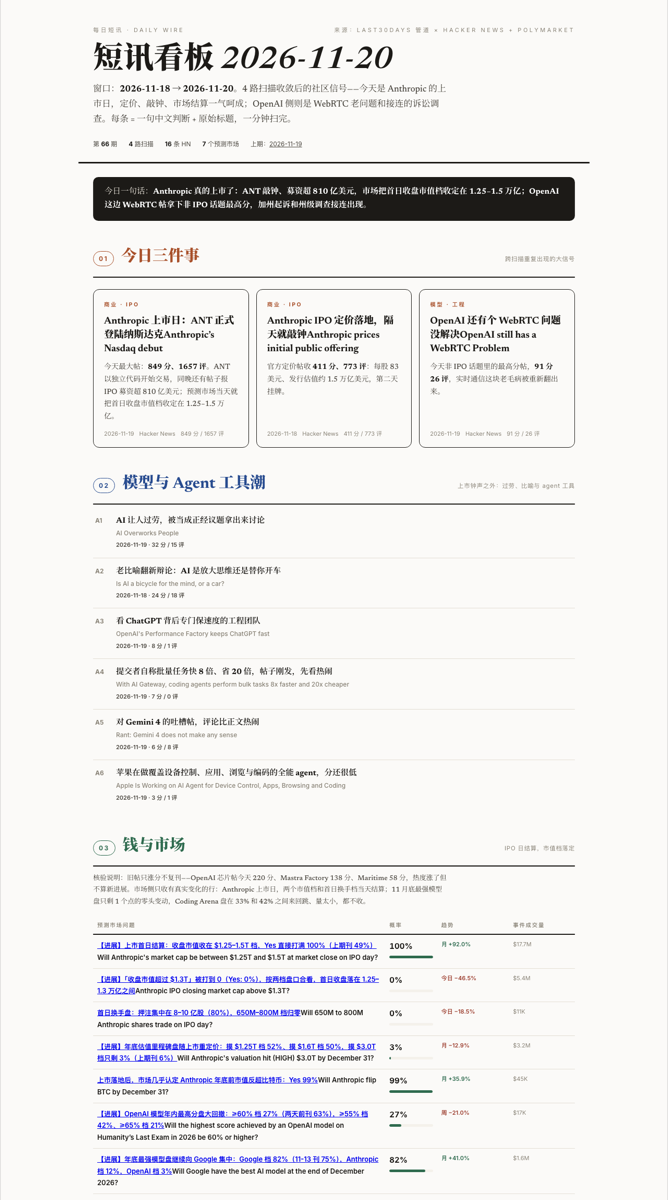 每日短讯 · DAILY WIRE
来源：LAST30DAYS 管道 × HACKER NEWS + POLYMARKET
短讯看板 2026-11-20
窗口：2026-11-18 → 2026-11-20。4 路扫描收敛后的社区信号——今天是 Anthropic 的上
市日，定价、敲钟、市场结算一气呵成；OpenAI 侧则是 WebRTC 老问题和接连的诉讼调
查。每条 = 一句中文判断 + 原始标题，一分钟扫完。
第 66 期 4 路扫描 16 条 HN 7 个预测市场 上期：2026-11-19
今日一句话：Anthropic 真的上市了：ANT 敲钟、募资超 810 亿美元，市场把首日收盘市值档收定在 1.25–1.5 万亿；OpenAI
这边 WebRTC 帖拿下非 IPO 话题最高分，加州起诉和州级调查接连出现。
01 今日三件事
跨扫描重复出现的大信号
商业 · IPO
Anthropic 上市日：ANT 正式
登陆纳斯达克Anthropic's
Nasdaq debut
今天最大帖：849 分、1657 评。ANT
以独立代码开始交易，同晚还有帖子报
IPO 募资超 810 亿美元；预测市场当天就
把首日收盘市值档收定在 1.25–1.5 万
亿。
2026-11-19 Hacker News 849 分 / 1657 评
商业 · IPO
Anthropic IPO 定价落地，隔
天就敲钟Anthropic prices
initial public offering
官方定价帖收 411 分、773 评：每股 83
美元、发行估值约 1.5 万亿美元，第二天
挂牌。
2026-11-18 Hacker News 411 分 / 773 评
模型 · 工程
OpenAI 还有个 WebRTC 问题
没解决OpenAI still has a
WebRTC Problem
今天非 IPO 话题里的最高分帖，91 分
26 评，实时通信这块老毛病被重新翻出
来。
2026-11-19 Hacker News 91 分 / 26 评
02 模型与 Agent 工具潮
上市钟声之外：过劳、比喻与 agent 工具
A1 AI 让人过劳，被当成正经议题拿出来讨论
AI Overworks People
2026-11-19 · 32 分 / 15 评
A2 老比喻翻新辩论：AI 是放大思维还是替你开车
Is AI a bicycle for the mind, or a car?
2026-11-18 · 24 分 / 18 评
A3 看 ChatGPT 背后专门保速度的工程团队
OpenAI's Performance Factory keeps ChatGPT fast
2026-11-19 · 8 分 / 1 评
A4 提交者自称批量任务快 8 倍、省 20 倍，帖子刚发，先看热闹
With AI Gateway, coding agents perform bulk tasks 8x faster and 20x cheaper
2026-11-19 · 7 分 / 0 评
A5 对 Gemini 4 的吐槽帖，评论比正文热闹
Rant: Gemini 4 does not make any sense
2026-11-19 · 6 分 / 8 评
A6 苹果在做覆盖设备控制、应用、浏览与编码的全能 agent，分还很低
Apple Is Working on AI Agent for Device Control, Apps, Browsing and Coding
2026-11-19 · 3 分 / 1 评
03 钱与市场
IPO 日结算，市值档落定
核验说明：旧帖只涨分不复刊——OpenAI 芯片帖今天 220 分、Mastra Factory 138 分、Maritime 58 分，热度涨了但
不算新进展。市场侧只收有真实变化的行：Anthropic 上市日，两个市值档和首日换手档当天结算；11 月底最强模型
盘只剩 1 个点的零头变动，Coding Arena 盘在 33% 和 42% 之间来回跳，量太小，都不收。
预测市场问题 概率 趋势 事件成交量
【进展】上市首日结算：收盘市值收在 $1.25–1.5T 档，Yes 直接打满 100%（上期刊 49%）
Will Anthropic's market cap be between $1.25T and $1.5T at market close on IPO day?
100% 月 +92.0% $17.7M
【进展】「收盘市值超过 $1.3T」被打到 0（Yes: 0%），按两档盘口合看，首日收盘落在 1.25–
1.3 万亿之间Anthropic IPO closing market cap above $1.3T?
0% 今日 −46.5% $5.4M
首日换手盘：押注集中在 8–10 亿股（80%），650M–800M 档归零Will 650M to 800M
Anthropic shares trade on IPO day?
0% 今日 −18.5% $11K
【进展】年底估值里程碑盘随上市重定价：摸 $1.25T 档 52%、摸 $1.6T 档 50%、摸 $3.0T
档只剩 3%（上期刊 6%）Will Anthropic's valuation hit (HIGH) $3.0T by December 31?
3% 月 −12.9% $3.2M
上市落地后，市场几乎认定 Anthropic 年底前市值反超比特币：Yes 99%Will Anthropic flip
BTC by December 31?
99% 月 +35.9% $45K
【进展】OpenAI 模型年内最高分盘大回撤：≥60% 档 27%（两天前刊 63%）、≥55% 档
42%、≥65% 档 21%Will the highest score achieved by an OpenAI model on
Humanity's Last Exam in 2026 be 60% or higher?
27% 周 −21.0% $17K
【进展】年底最强模型盘继续向 Google 集中：Google 档 82%（11-13 刊 75%），Anthropic
档 12%、OpenAI 档 3%Will Google have the best AI model at the end of December
2026?
82% 月 +41.0% $1.6M